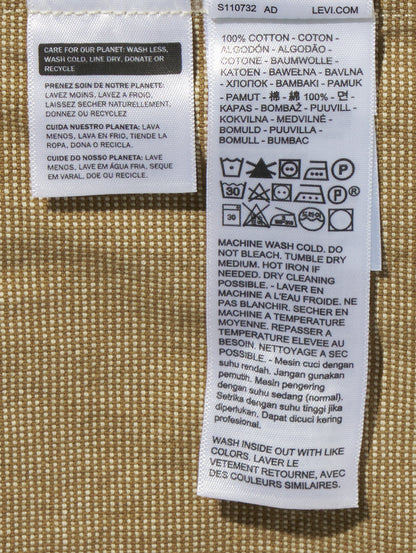 CARE FOR OUR PLANET: WASH LESS,
WASH COLD, LINE DRY, DONATE OR
RECYCLE
PRENEZ SOIN DE NOTRE PLANETE:
LAVEZ MOINS, LAVEZ A FROID,
LAISSEZ SECHER NATURELLEMENT,
DONNEZ OU RECYCLEZ
CUIDA NUESTRO PLANETA: LAVA
MENOS, LAVA EN FRIO, TIENDE LA
ROPA, DONA O RECICLA.
CUIDE DO NOSSO PLANETA: LAVE
MENOS, LAVE EM ÁGUA FRIA, SEQUE
EM VARAL, DOE OU RECICLE.
S110732 AD LEVI.COM
100% COTTON - COTON -
ALGODÓN - ALGODÃO -
COTONE - BAUMWOLLE -
KATOEN - BAWEŁNA - BAVLNA
- ХЛОПОК - BAMBAK - PAMUK
- PAMUT - 棉 - 綿 100% - 면 -
KAPAS - BOMBAŽ - PUUVILL -
KOKVILNA - MEDVILNĖ -
BOMULD - PUUVILLA -
BOMULL - BUMBAC
P
30 P ®
30
MACHINE WASH COLD. DO
NOT BLEACH. TUMBLE DRY
MEDIUM. HOT IRON IF
NEEDED. DRY CLEANING
POSSIBLE. - LAVER EN
MACHINE A L'EAU FROIDE. NE
PAS BLANCHIR. SECHER EN
MACHINE A TEMPERATURE
MOYENNE. REPASSER A
TEMPERATURE ELEVEE AU
BESOIN. NETTOYAGE A SEC
POSSIBLE. - Mesin cuci dengan
suhu rendah. Jangan gunakan
pemutih. Mesin pengering
dengan suhu sedang (normal).
Setrika dengan suhu tinggi jika
diperlukan. Dapat dicuci kering
profesional.
WASH INSIDE OUT WITH LIKE
COLORS. LAVER LE
VETEMENT RETOURNE, AVEC
DES COULEURS SIMILAIRES.